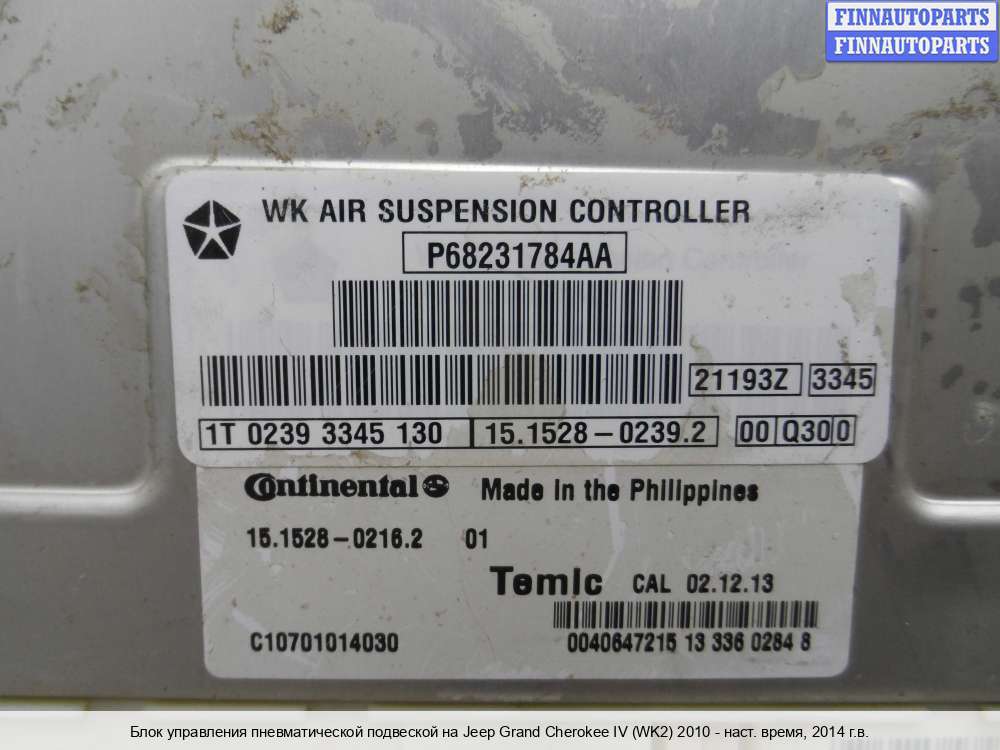 FINNAUTOPARTS
FINNAUTOPARTS
WK AIR SUSPENSION CONTROLLER
P68231784AA
21193Z 3345
1T 0239 3345 130 15.1528-0239.2 00 Q30 0
Continental Made in the Philippines
15.1528-0216.2 01
Temic CAL 02.12.13
C10701014030 0040647215 13 336 0284 8
Блок управления пневматической подвеской на Jeep Grand Cherokee IV (WK2) 2010 - наст. время, 2014 г.в.